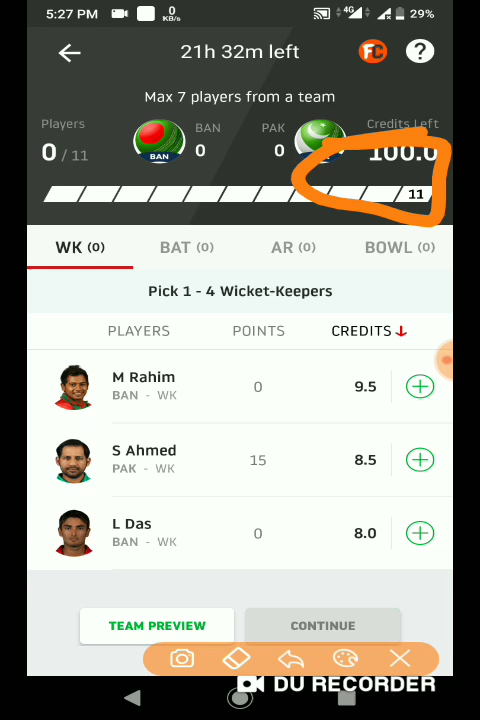 5:27 PM 0 KB/s 4G 29%
21h 32m left FC ?
Max 7 players from a team
Players BAN PAK Credits Left
0 / 11 BAN 0 0 100.0
11
WK (0) BAT (0) AR (0) BOWL (0)
Pick 1 - 4 Wicket-Keepers
PLAYERS POINTS CREDITS
M Rahim 0 9.5
BAN - WK
S Ahmed 15 8.5
PAK - WK
L Das 0 8.0
BAN - WK
TEAM PREVIEW CONTINUE
DU RECORDER